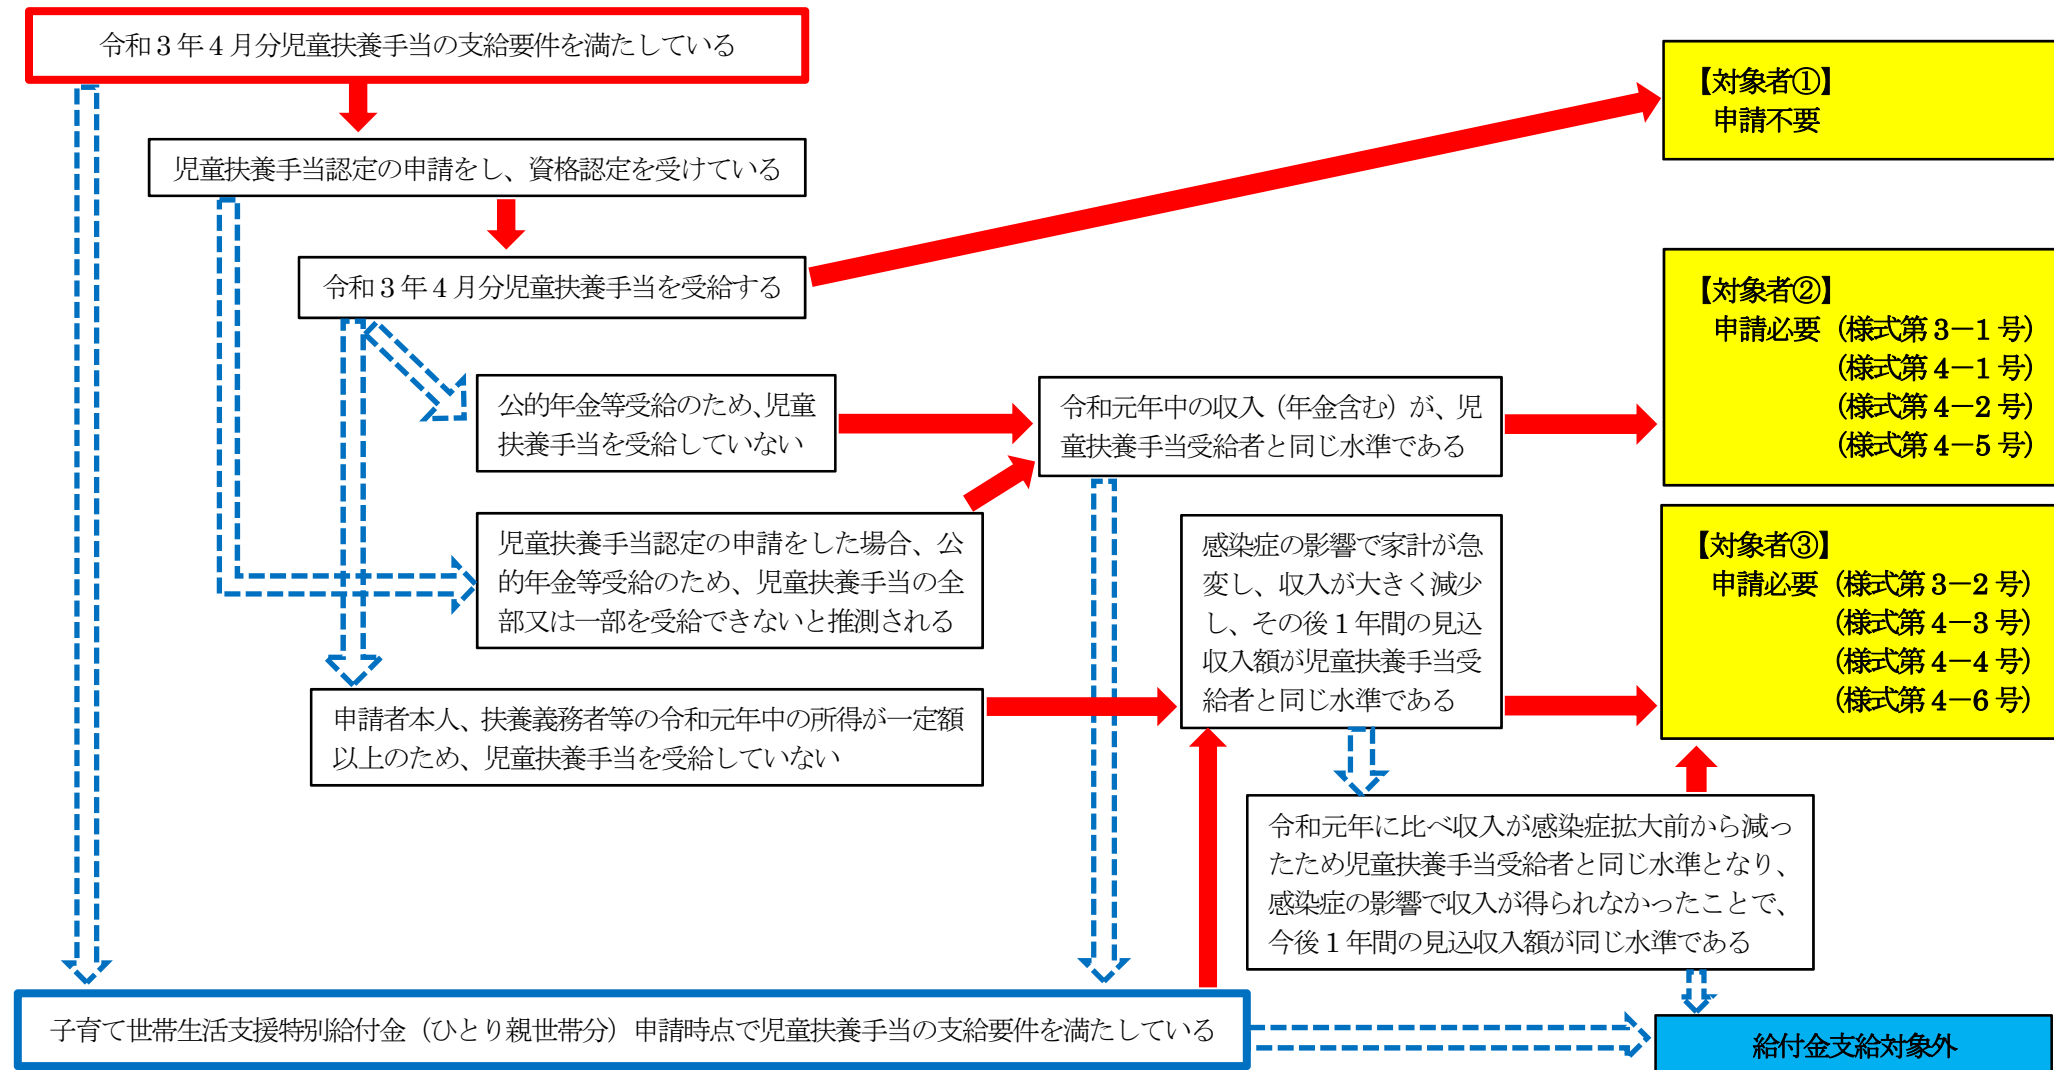 令和３年４月分児童扶養手当の支給要件を満たしている
【対象者①】
申請不要
児童扶養手当認定の申請をし、資格認定を受けている
令和３年４月分児童扶養手当を受給する
【対象者②】
申請必要（様式第３－１号）
（様式第４－１号）
（様式第４－２号）
（様式第４－５号）
公的年金等受給のため、児童
扶養手当を受給していない
令和元年中の収入（年金含む）が、児
童扶養手当受給者と同じ水準である
児童扶養手当認定の申請をした場合、公
的年金等受給のため、児童扶養手当の全
部又は一部を受給できないと推測される
感染症の影響で家計が急
変し、収入が大きく減少
し、その後１年間の見込
収入額が児童扶養手当受
給者と同じ水準である
【対象者③】
申請必要（様式第３－２号）
（様式第４－３号）
（様式第４－４号）
（様式第４－６号）
申請者本人、扶養義務者等の令和元年中の所得が一定額
以上のため、児童扶養手当を受給していない
令和元年に比べ収入が感染症拡大前から減っ
たため児童扶養手当受給者と同じ水準となり、
感染症の影響で収入が得られなかったことで、
今後１年間の見込収入額が同じ水準である
子育て世帯生活支援特別給付金（ひとり親世帯分）申請時点で児童扶養手当の支給要件を満たしている
給付金支給対象外